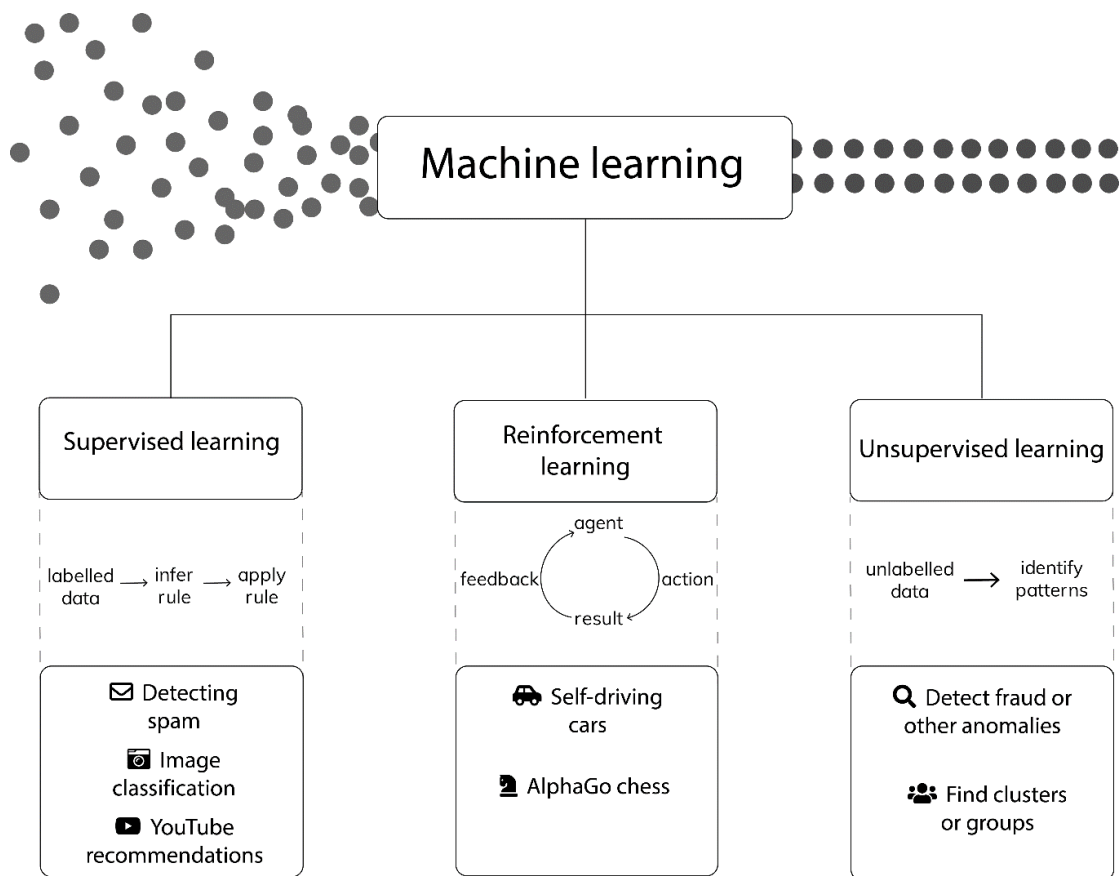 Machine learning
Supervised learning
labelled
data
infer
rule
apply
rule
Detecting
spam
Image
classification
YouTube
recommendations
Reinforcement
learning
agent
feedback
action
result
Self-driving
cars
AlphaGo chess
Unsupervised learning
unlabelled
data
identify
patterns
Detect fraud or
other anomalies
Find clusters
or groups